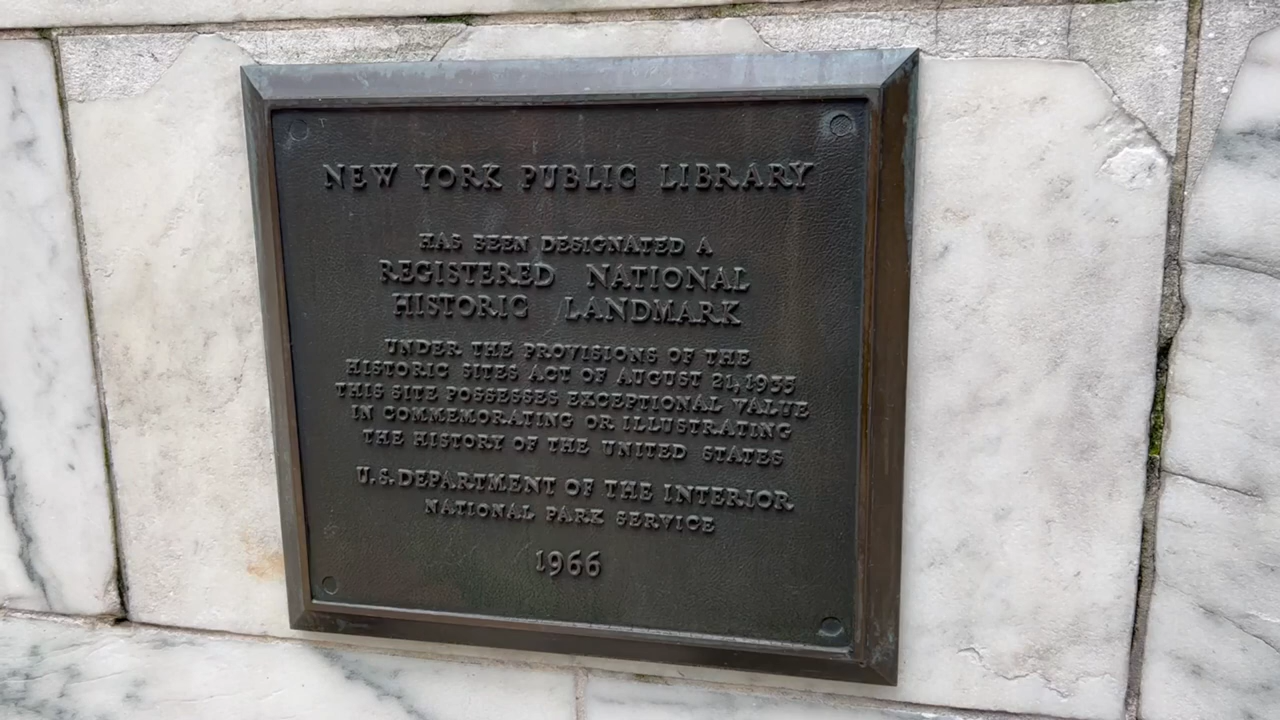 NEW YORK PUBLIC LIBRARY
HAS BEEN DESIGNATED A
REGISTERED NATIONAL
HISTORIC LANDMARK
UNDER THE PROVISIONS OF THE
HISTORIC SITES ACT OF AUGUST 21, 1935
THIS SITE POSSESSES EXCEPTIONAL VALUE
IN COMMEMORATING OR ILLUSTRATING
THE HISTORY OF THE UNITED STATES
U.S. DEPARTMENT OF THE INTERIOR
NATIONAL PARK SERVICE
1966